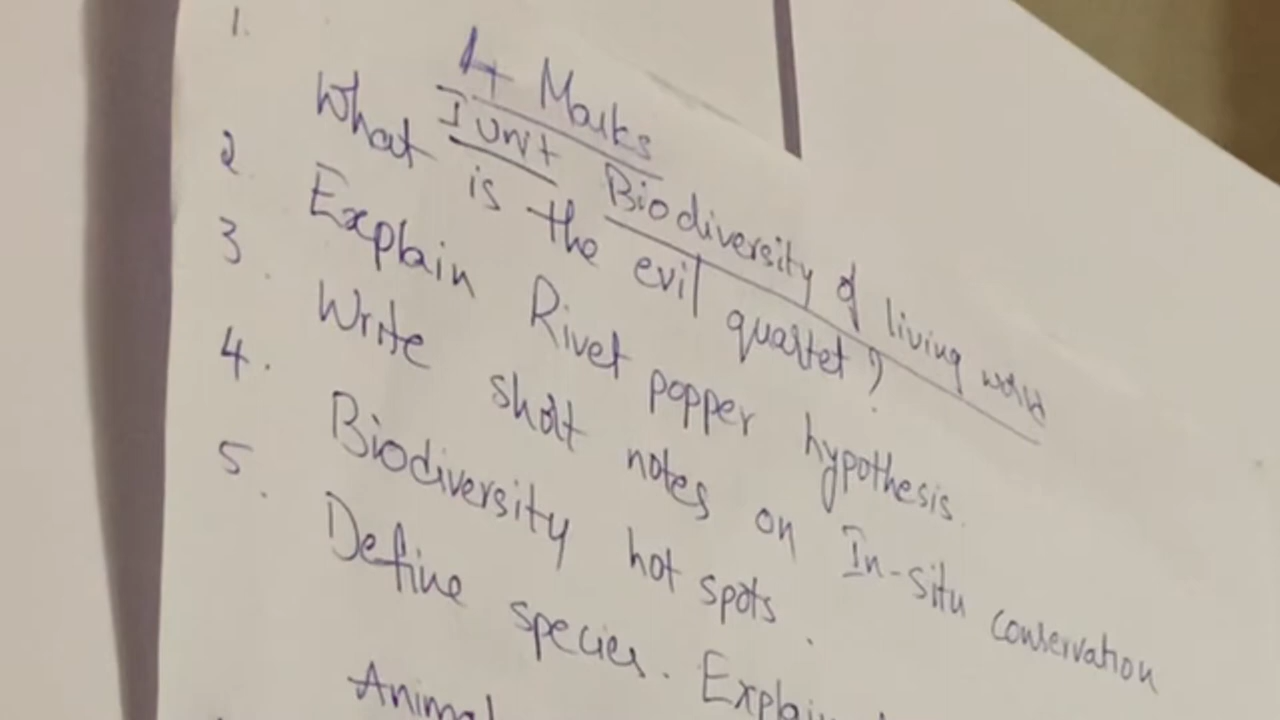 4 Marks
I Unit Biodiversity of living world
1. What is the evil quartet?
2. Explain Rivet popper hypothesis.
3. Write short notes on In-situ conservation
4. Biodiversity hot spots.
5. Define species. Explain
Animal